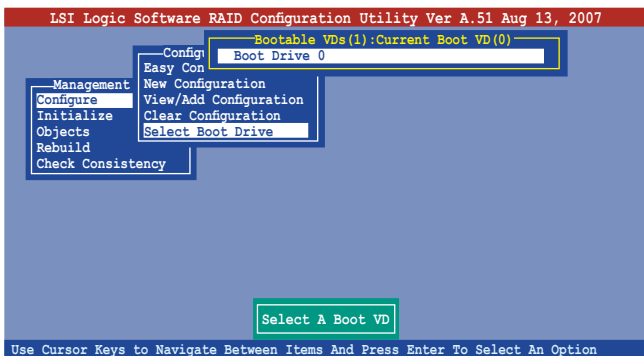 LSI Logic Software RAID Configuration Utility Ver A.51 Aug 13, 2007
Bootable VDs(1):Current Boot VD(0)
Boot Drive 0
Config
Easy Con
New Configuration
View/Add Configuration
Clear Configuration
Select Boot Drive
Management
Configure
Initialize
Objects
Rebuild
Check Consistency
Select A Boot VD
Use Cursor Keys to Navigate Between Items And Press Enter To Select An Option